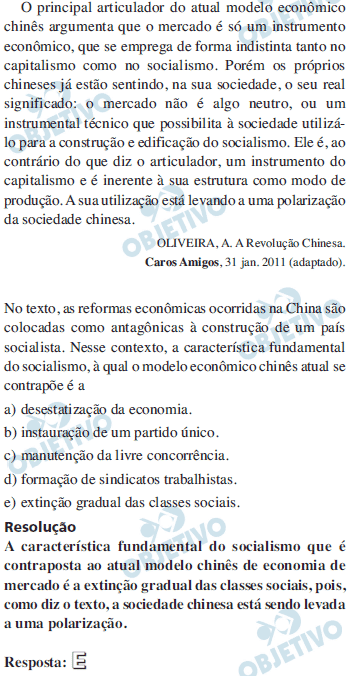 O principal articulador do atual modelo econômico
chinês argumenta que o mercado é só um instrumento
econômico, que se emprega de forma indistinta tanto no
capitalismo como no socialismo. Porém os próprios
chineses já estão sentindo, na sua sociedade, o seu real
significado: o mercado não é algo neutro, ou um
instrumental técnico que possibilita à sociedade utilizá-
lo para a construção e edificação do socialismo. Ele é, ao
contrário do que diz o articulador, um instrumento do
capitalismo e é inerente à sua estrutura como modo de
produção. A sua utilização está levando a uma polarização
da sociedade chinesa.
OLIVEIRA, A. A Revolução Chinesa.
Caros Amigos, 31 jan. 2011 (adaptado).
No texto, as reformas econômicas ocorridas na China são
colocadas como antagônicas à construção de um país
socialista. Nesse contexto, a característica fundamental
do socialismo, à qual o modelo econômico chinês atual se
contrapõe é a
a) desestatização da economia.
b) instauração de um partido único.
c) manutenção da livre concorrência.
d) formação de sindicatos trabalhistas.
e) extinção gradual das classes sociais.
Resolução
A característica fundamental do socialismo que é
contraposta ao atual modelo chinês de economia de
mercado é a extinção gradual das classes sociais, pois,
como diz o texto, a sociedade chinesa está sendo levada
a uma polarização.
Resposta: E
OBJETIVO
OBJETIVO
OBJETIVO
OBJETIVO
OBJETIVO
OBJETIVO
OBJETIVO